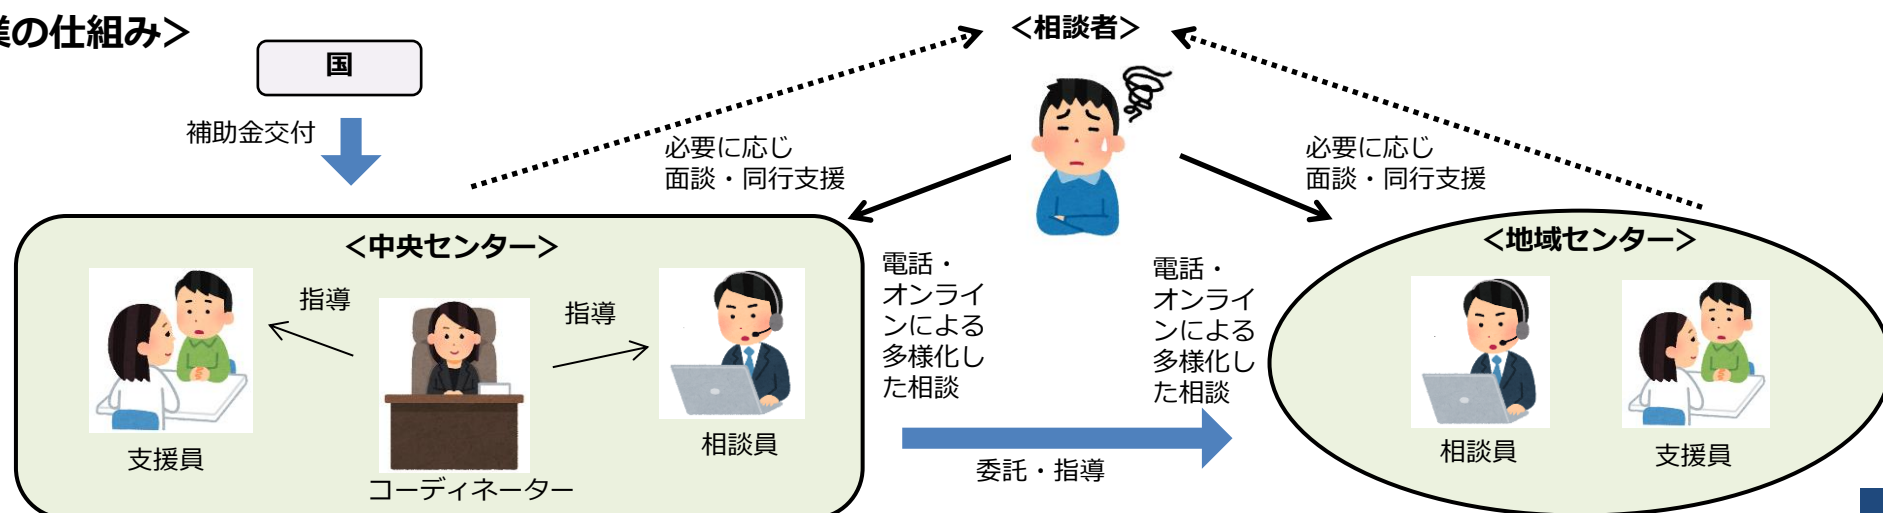 業の仕組み＞
国
補助金交付
＜相談者＞
必要に応じ
面談・同行支援
必要に応じ
面談・同行支援
＜中央センター＞
指導
指導
支援員
コーディネーター
相談員
電話・
オンライ
ンによる
多様化し
た相談
電話・
オンライ
ンによる
多様化し
た相談
委託・指導
＜地域センター＞
相談員
支援員